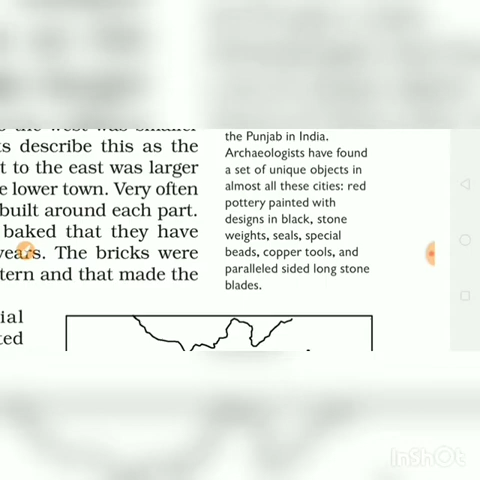 s describe this as the
t to the east was larger
e lower town. Very often
built around each part.
baked that they have
years. The bricks were
tern and that made the
ial
ted
the Punjab in India.
Archaeologists have found
a set of unique objects in
almost all these cities: red
pottery painted with
designs in black, stone
weights, seals, special
beads, copper tools, and
paralleled sided long stone
blades.
InShOt